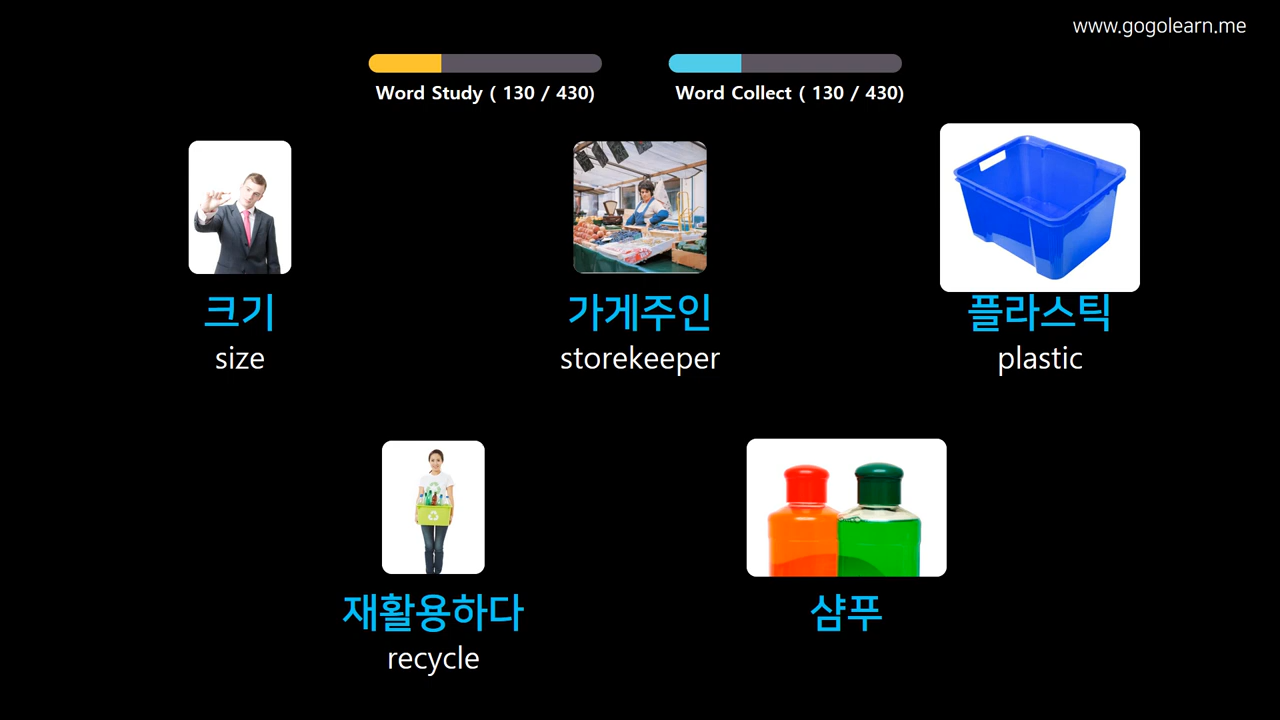 www.gogolearn.me
Word Study ( 130 / 430)
Word Collect ( 130 / 430)
크기
size
가게주인
storekeeper
플라스틱
plastic
재활용하다
recycle
샴푸